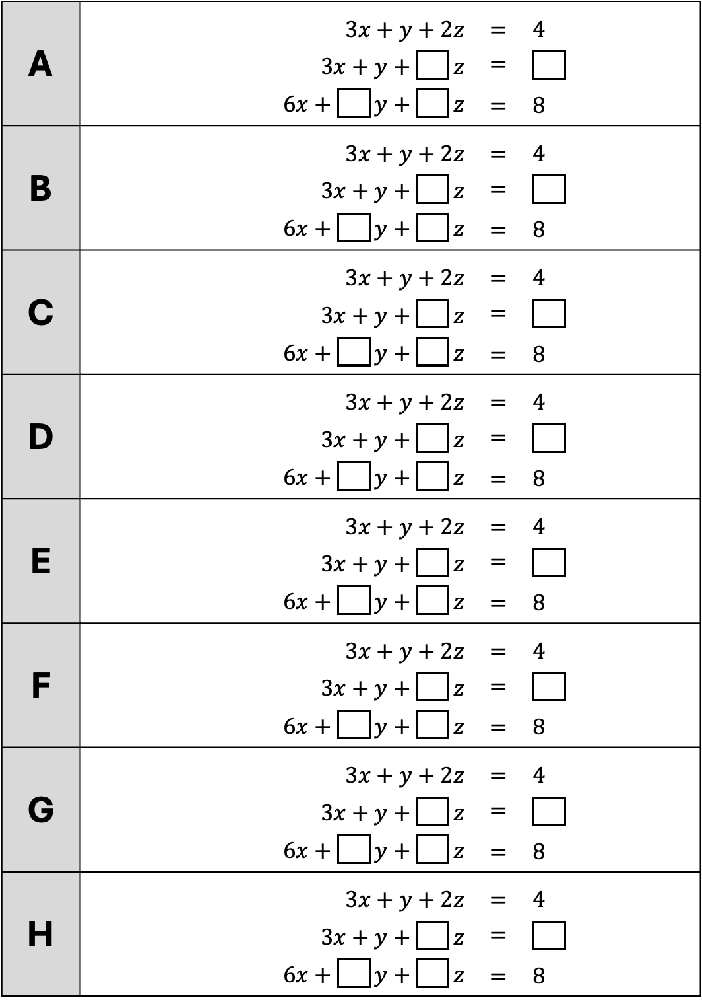 A
3x + y + 2z = 4
3x + y + □ z = □
6x + □ y + □ z = 8
B
3x + y + 2z = 4
3x + y + □ z = □
6x + □ y + □ z = 8
C
3x + y + 2z = 4
3x + y + □ z = □
6x + □ y + □ z = 8
D
3x + y + 2z = 4
3x + y + □ z = □
6x + □ y + □ z = 8
E
3x + y + 2z = 4
3x + y + □ z = □
6x + □ y + □ z = 8
F
3x + y + 2z = 4
3x + y + □ z = □
6x + □ y + □ z = 8
G
3x + y + 2z = 4
3x + y + □ z = □
6x + □ y + □ z = 8
H
3x + y + 2z = 4
3x + y + □ z = □
6x + □ y + □ z = 8